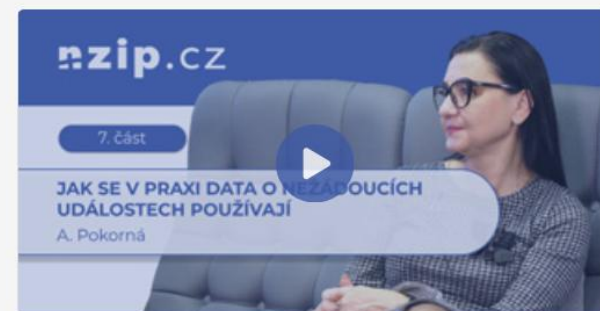 nzip.cz
7. část
JAK SE V PRAXI DATA O NEŽÁDOUCÍCH
UDÁLOSTECH POUŽÍVAJÍ
A. Pokorná